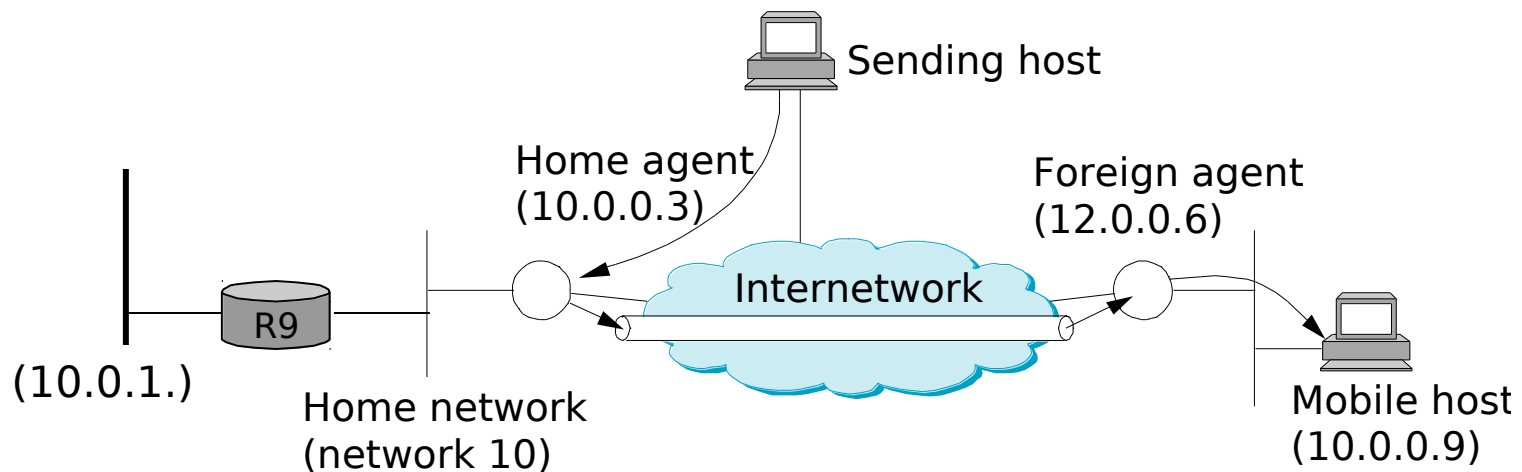 Sending host
Home agent
(10.0.0.3)
Foreign agent
(12.0.0.6)
Internetwork
R9
(10.0.1.)
Home network
(network 10)
Mobile host
(10.0.0.9)